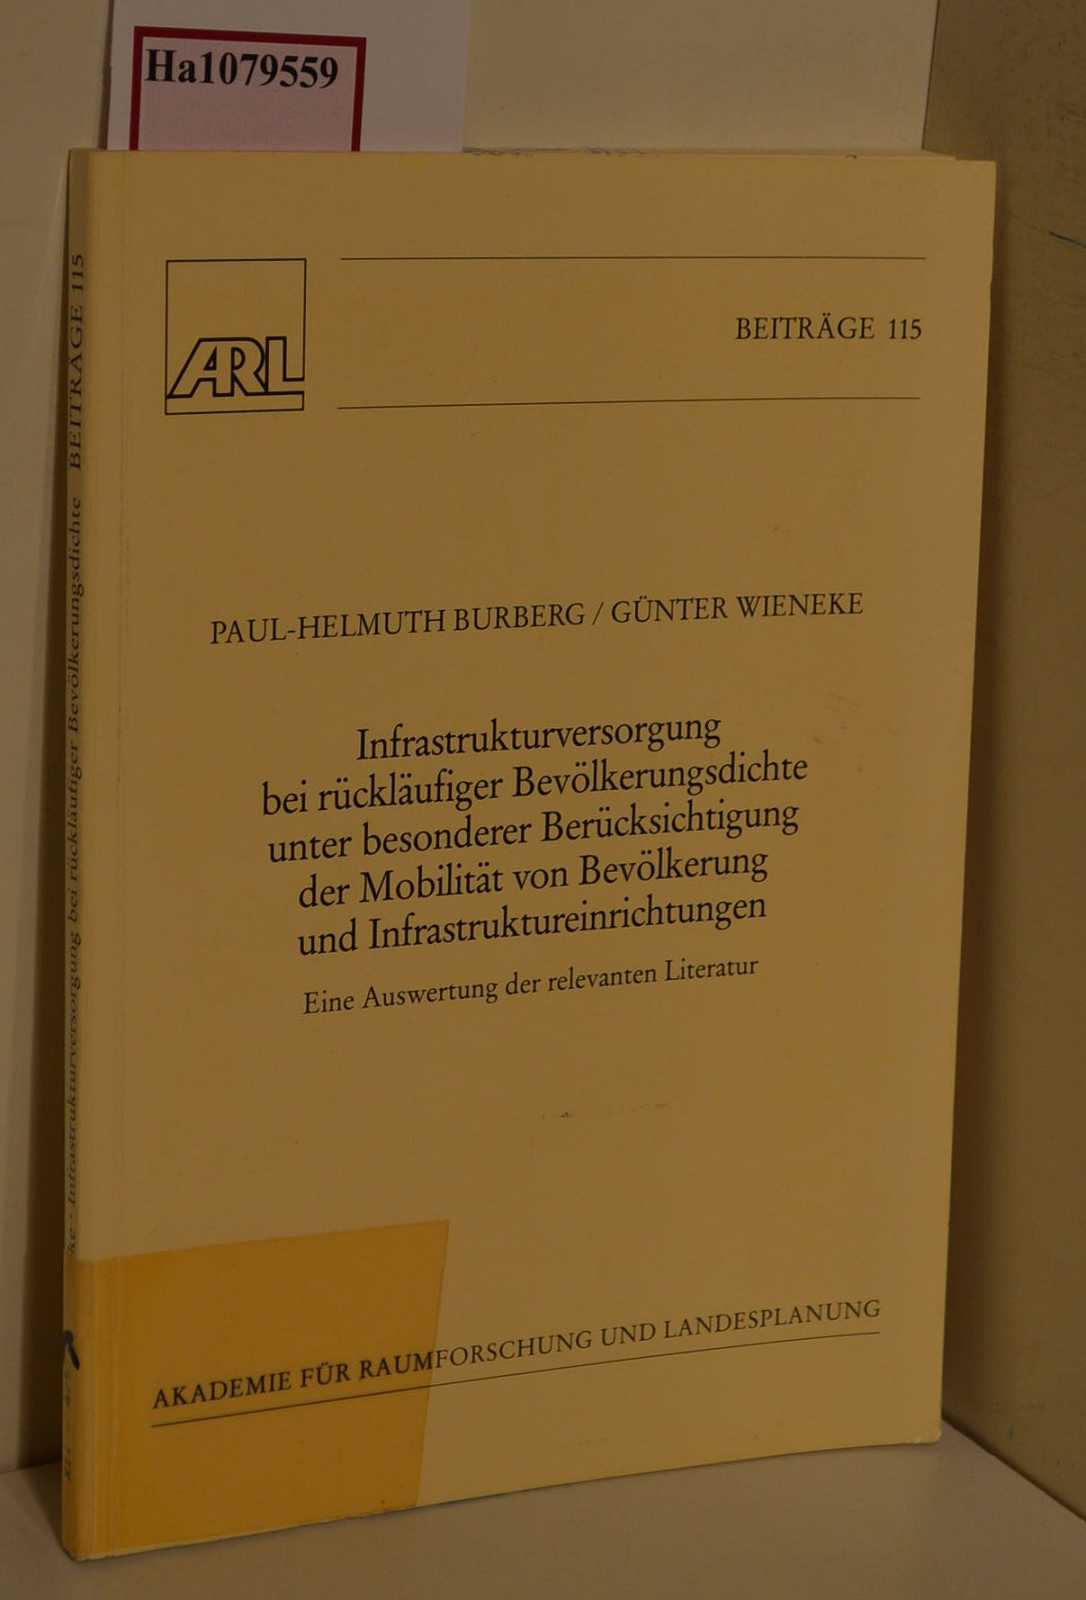 Ha1079559
ARL
BEITRÄGE 115
PAUL-HELMUTH BURBERG / GÜNTER WIENEKE
Infrastrukturversorgung
bei rückläufiger Bevölkerungsdichte
unter besonderer Berücksichtigung
der Mobilität von Bevölkerung
und Infrastruktureinrichtungen
Eine Auswertung der relevanten Literatur
AKADEMIE FÜR RAUMFORSCHUNG UND LANDESPLANUNG
ke · Infrastrukturversorgung bei rückläufiger Bevölkerungsdichte BEITRÄGE 115